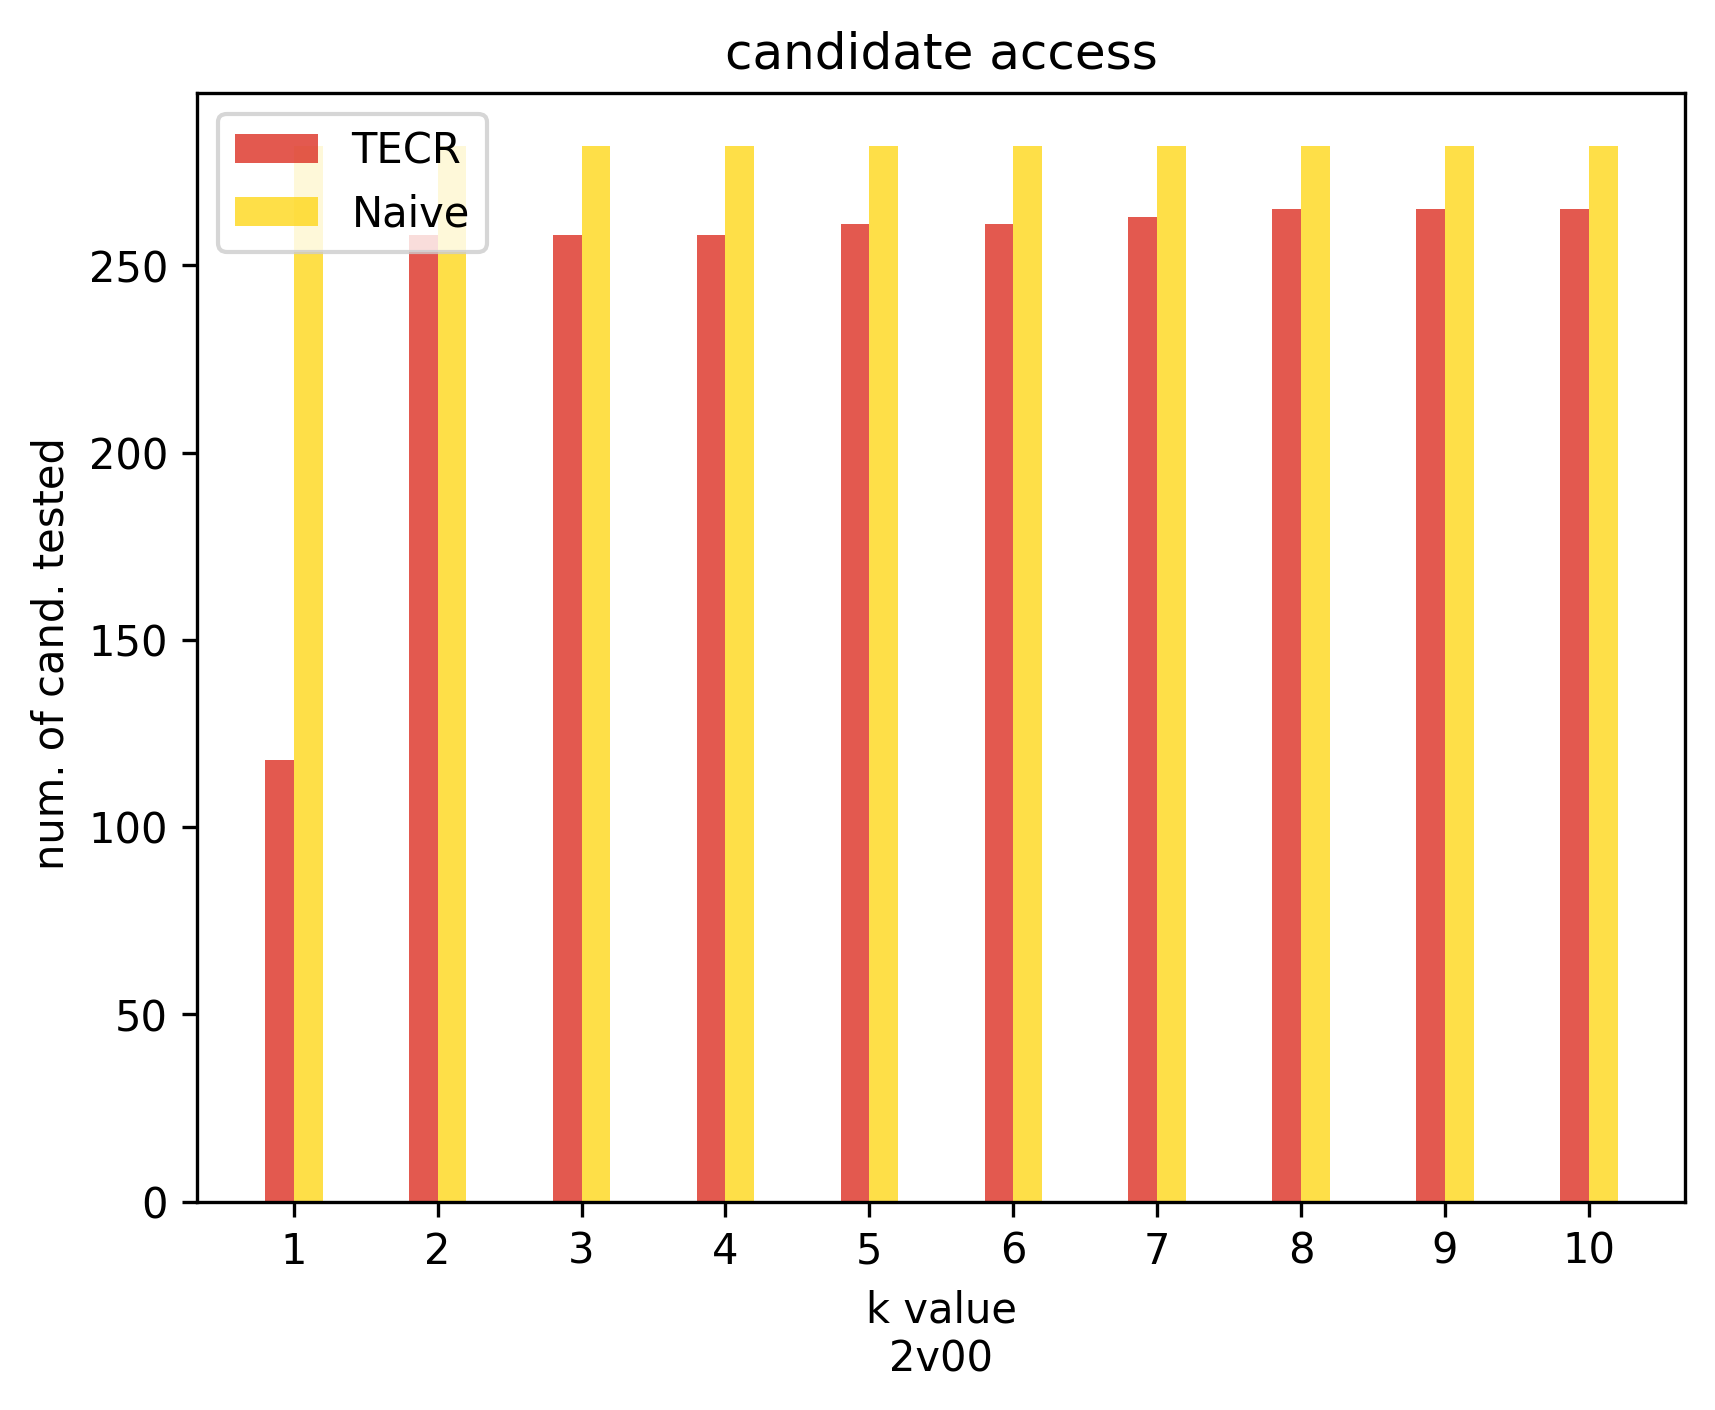 candidate access
TECR
Naive
250
200
150
100
50
0
num. of cand. tested
1 2 3 4 5 6 7 8 9 10
k value
2v00